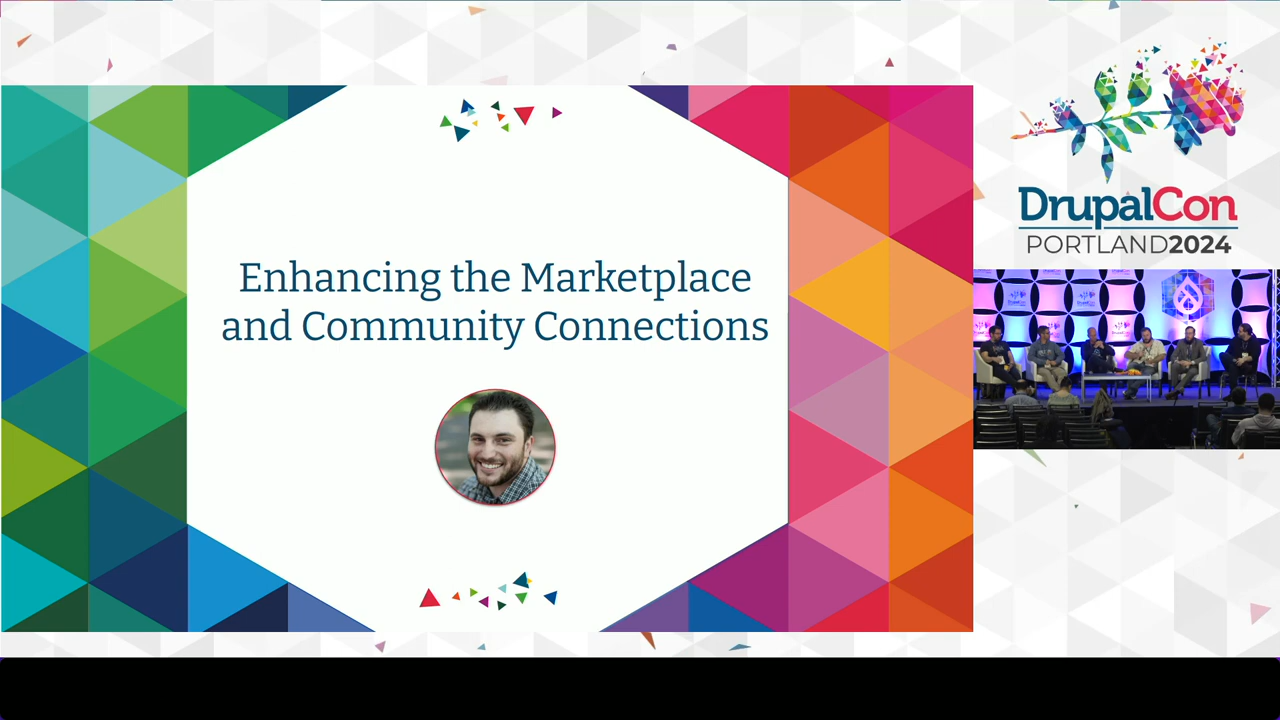 Enhancing the Marketplace
and Community Connections
DrupalCon
PORTLAND2024